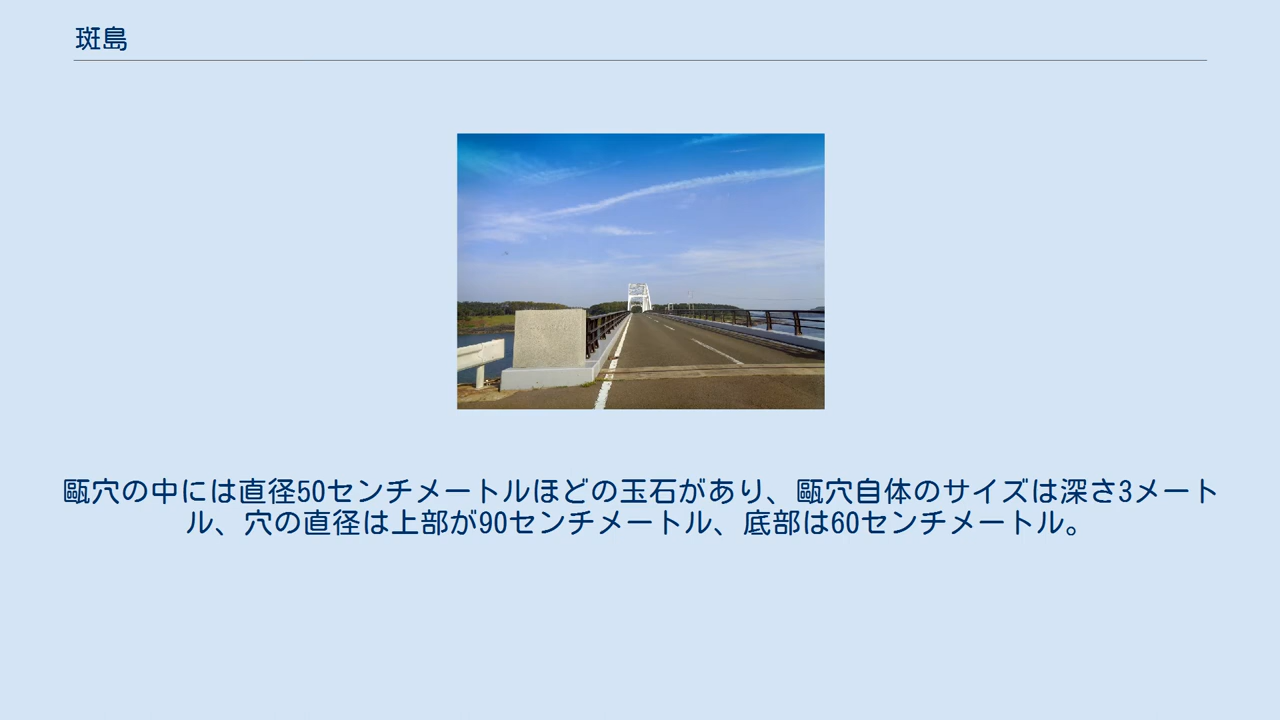 斑島
甌穴の中には直径50センチメートルほどの玉石があり、甌穴自体のサイズは深さ3メート
ル、穴の直径は上部が90センチメートル、底部は60センチメートル。